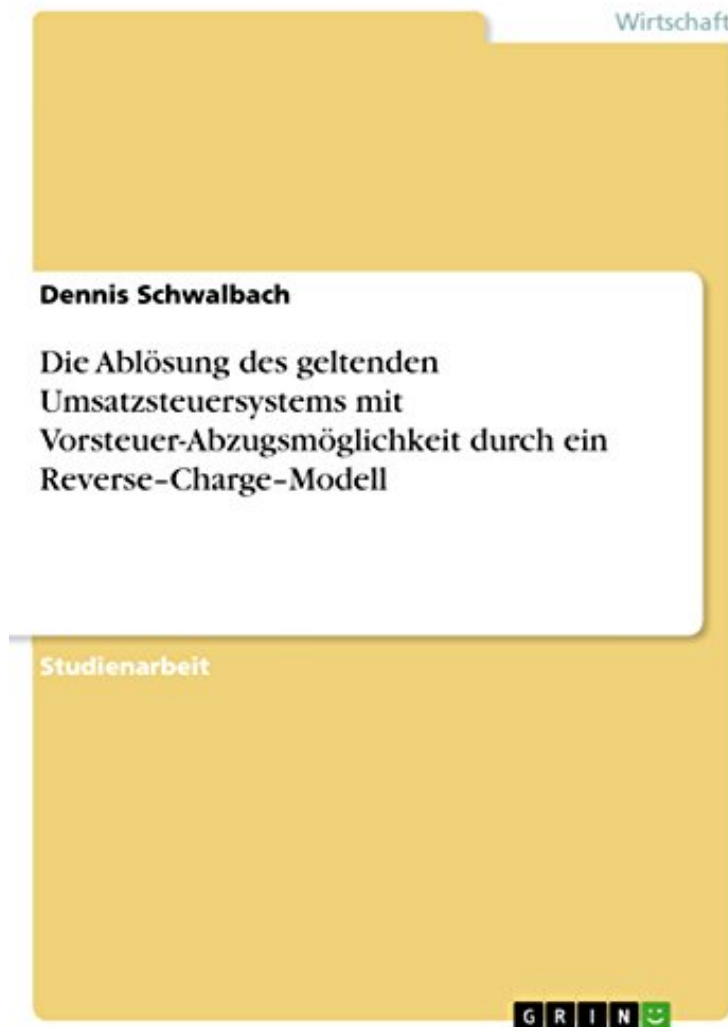 Wirtschaft
Dennis Schwalbach
Die Ablösung des geltenden
Umsatzsteuersystems mit
Vorsteuer-Abzugsmöglichkeit durch ein
Reverse–Charge–Modell
Studienarbeit
GRIN